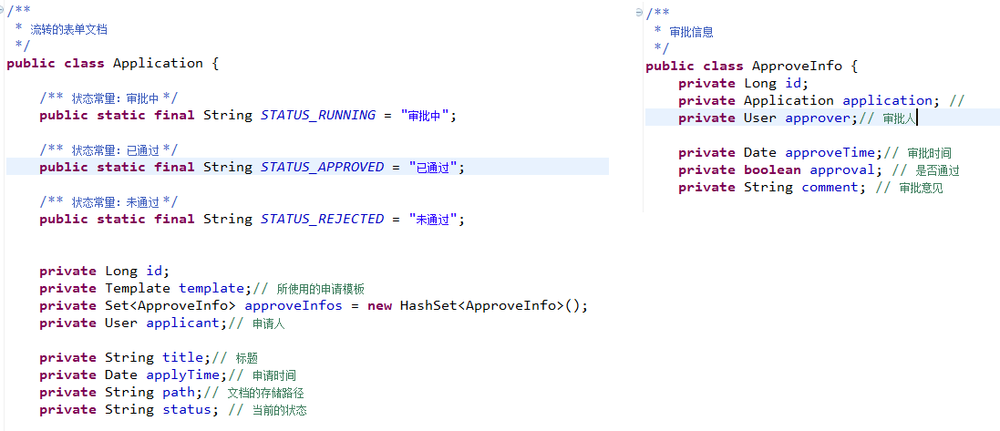 /**
 * 流转的表单文档
 */
public class Application {
/** 状态常量：审批中 */
public static final String STATUS_RUNNING = "审批中";
/** 状态常量：已通过 */
public static final String STATUS_APPROVED = "已通过";
/** 状态常量：未通过 */
public static final String STATUS_REJECTED = "未通过";
private Long id;
private Template template;// 所使用的申请模板
private Set<ApproveInfo> approveInfos = new HashSet<ApproveInfo>();
private User applicant;// 申请人
private String title;// 标题
private Date applyTime;// 申请时间
private String path;// 文档的存储路径
private String status; // 当前的状态
/**
 * 审批信息
 */
public class ApproveInfo {
private Long id;
private Application application; //
private User approver;// 审批人
private Date approveTime;// 审批时间
private boolean approval; // 是否通过
private String comment; // 审批意见